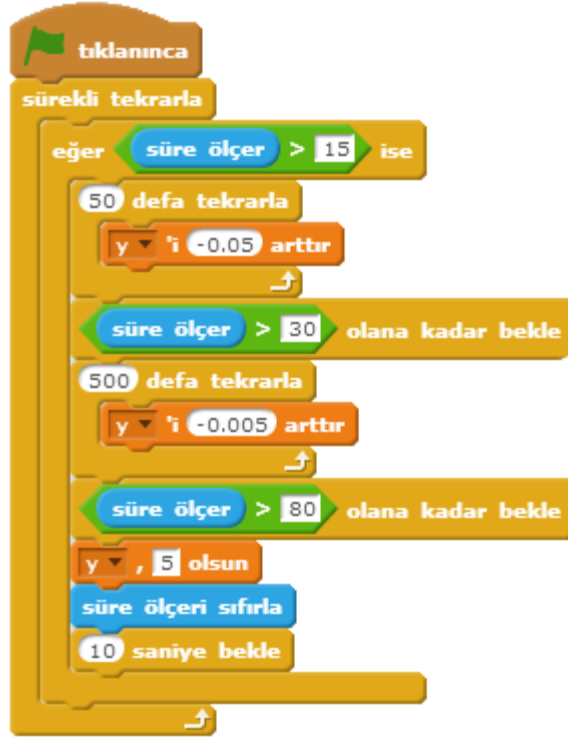 tıklanınca
sürekli tekrarla
eğer süre ölçer > 15 ise
50 defa tekrarla
y 'i -0.05 arttır
süre ölçer > 30 olana kadar bekle
500 defa tekrarla
y 'i -0.005 arttır
süre ölçer > 80 olana kadar bekle
y , 5 olsun
süre ölçeri sıfırla
10 saniye bekle